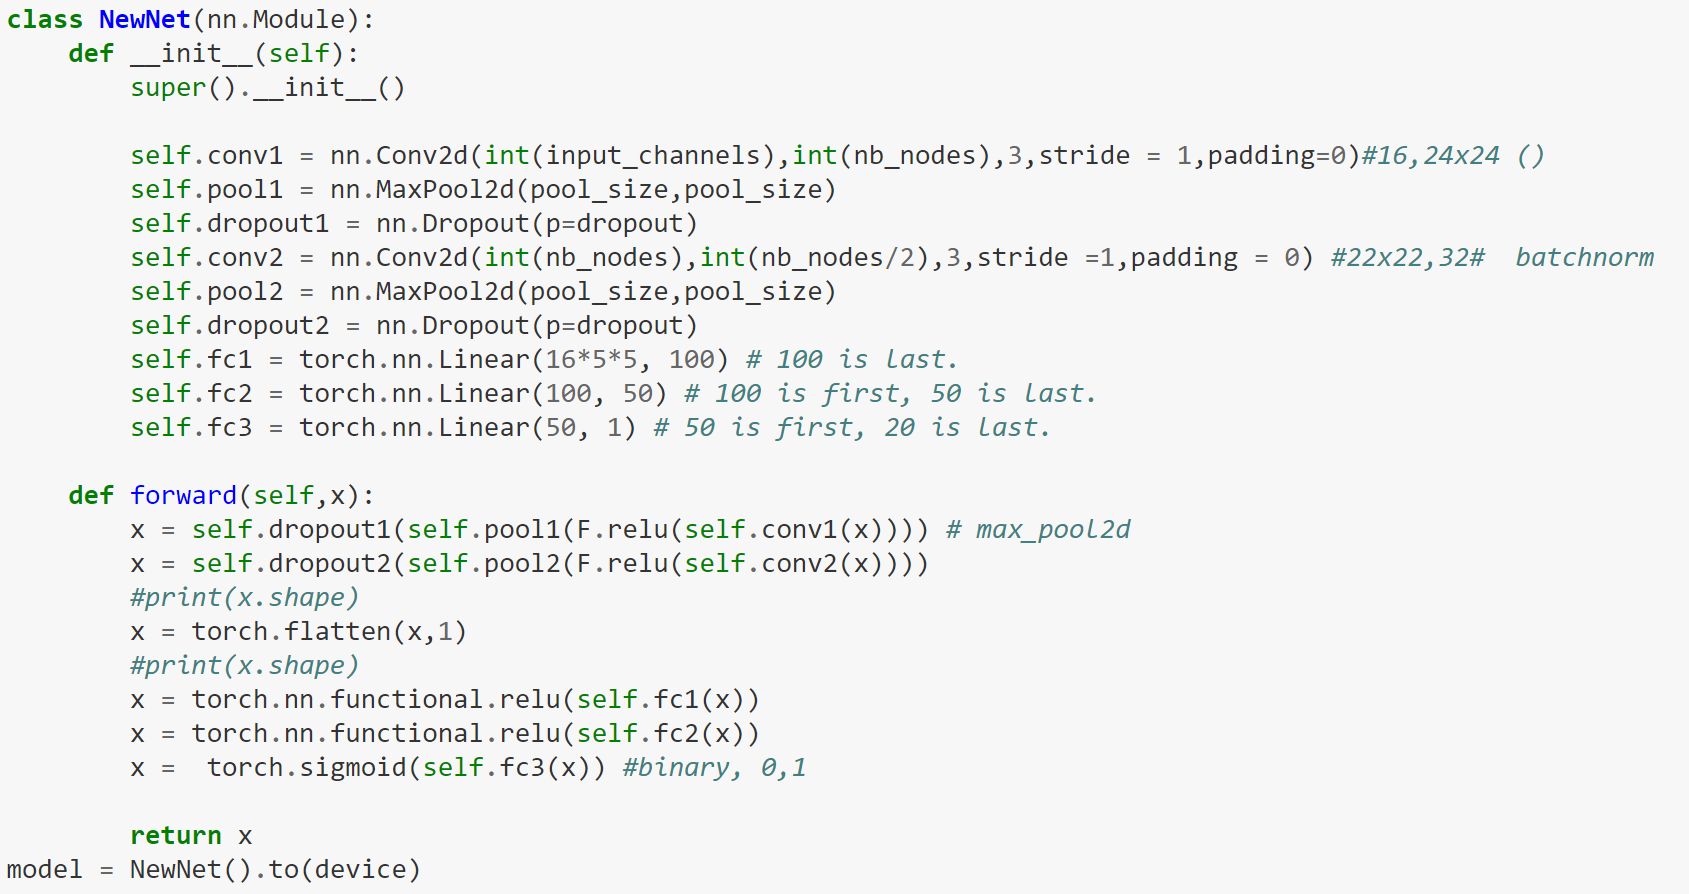 class NewNet(nn.Module):
    def __init__(self):
        super().__init__()

        self.conv1 = nn.Conv2d(int(input_channels),int(nb_nodes),3,stride = 1,padding=0)#16,24x24 ()
        self.pool1 = nn.MaxPool2d(pool_size,pool_size)
        self.dropout1 = nn.Dropout(p=dropout)
        self.conv2 = nn.Conv2d(int(nb_nodes),int(nb_nodes/2),3,stride =1,padding = 0) #22x22,32#  batchnorm
        self.pool2 = nn.MaxPool2d(pool_size,pool_size)
        self.dropout2 = nn.Dropout(p=dropout)
        self.fc1 = torch.nn.Linear(16*5*5, 100) # 100 is last.
        self.fc2 = torch.nn.Linear(100, 50) # 100 is first, 50 is last.
        self.fc3 = torch.nn.Linear(50, 1) # 50 is first, 20 is last.

    def forward(self,x):
        x = self.dropout1(self.pool1(F.relu(self.conv1(x)))) # max_pool2d
        x = self.dropout2(self.pool2(F.relu(self.conv2(x))))
        #print(x.shape)
        x = torch.flatten(x,1)
        #print(x.shape)
        x = torch.nn.functional.relu(self.fc1(x))
        x = torch.nn.functional.relu(self.fc2(x))
        x =  torch.sigmoid(self.fc3(x)) #binary, 0,1

        return x
model = NewNet().to(device)